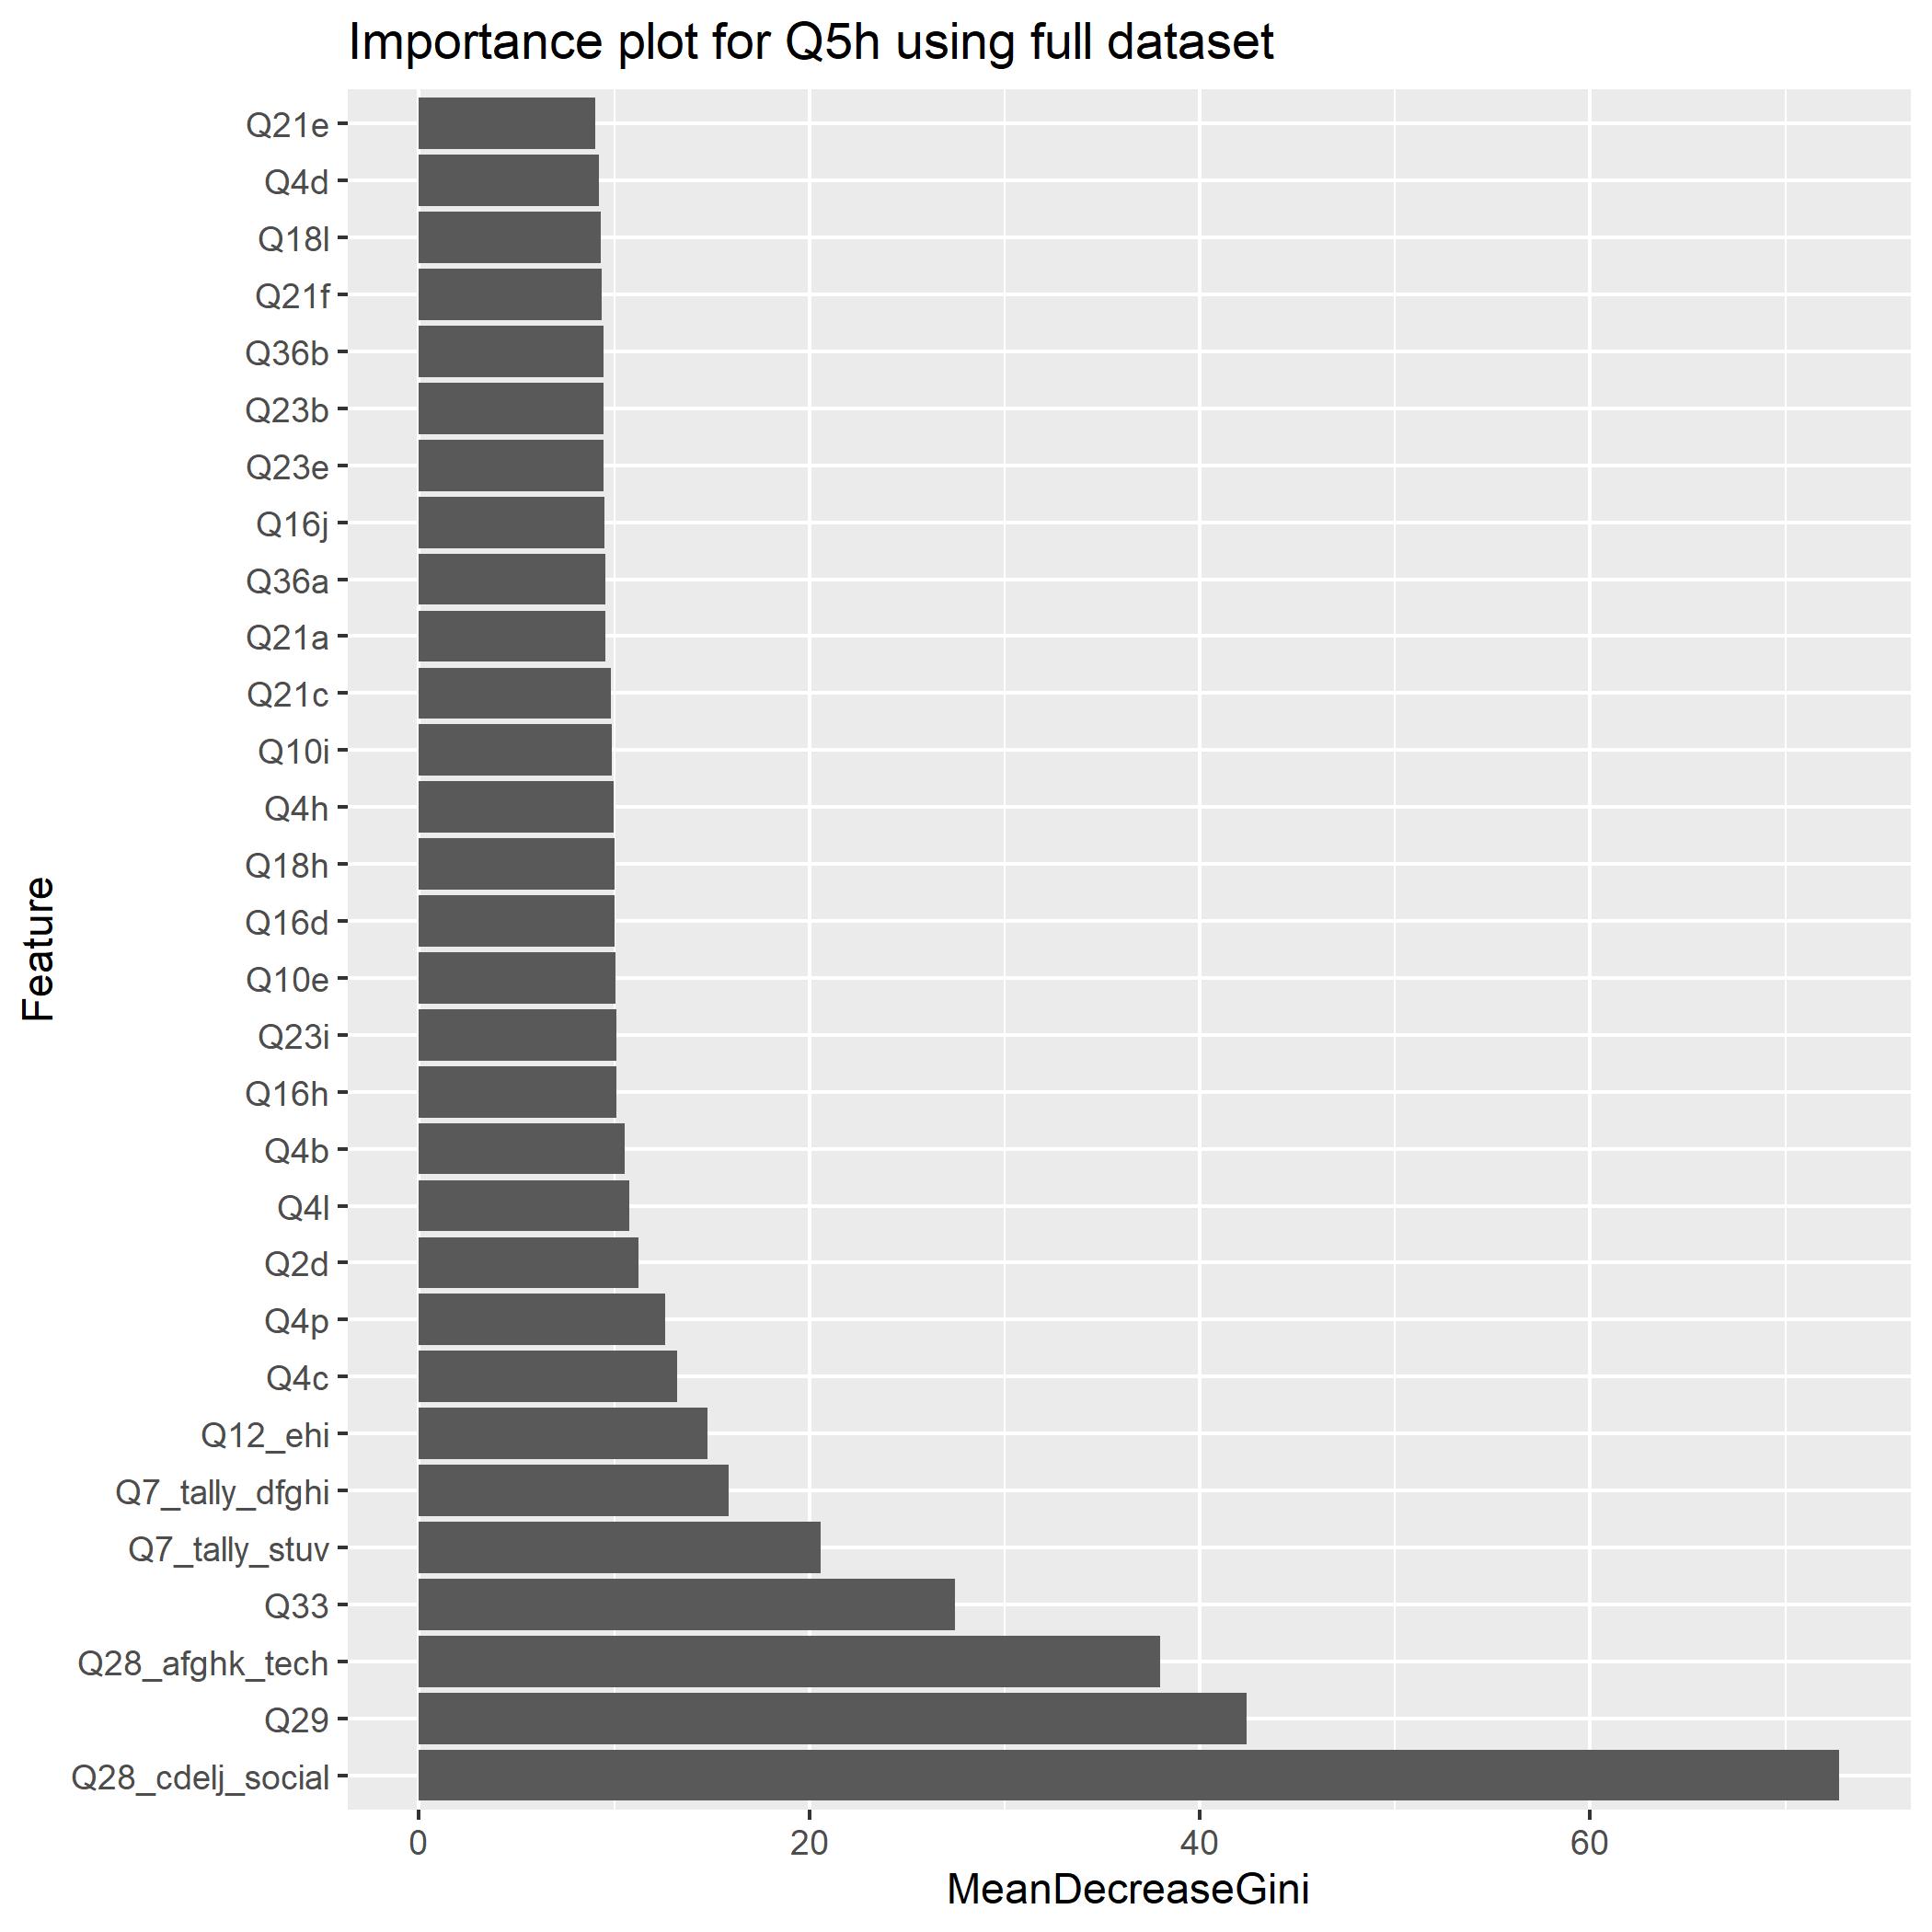 Importance plot for Q5h using full dataset
Feature
Q21e
Q4d
Q18l
Q21f
Q36b
Q23b
Q23e
Q16j
Q36a
Q21a
Q21c
Q10i
Q4h
Q18h
Q16d
Q10e
Q23i
Q16h
Q4b
Q4l
Q2d
Q4p
Q4c
Q12_ehi
Q7_tally_dfghi
Q7_tally_stuv
Q33
Q28_afghk_tech
Q29
Q28_cdelj_social
0 20 40 60
MeanDecreaseGini